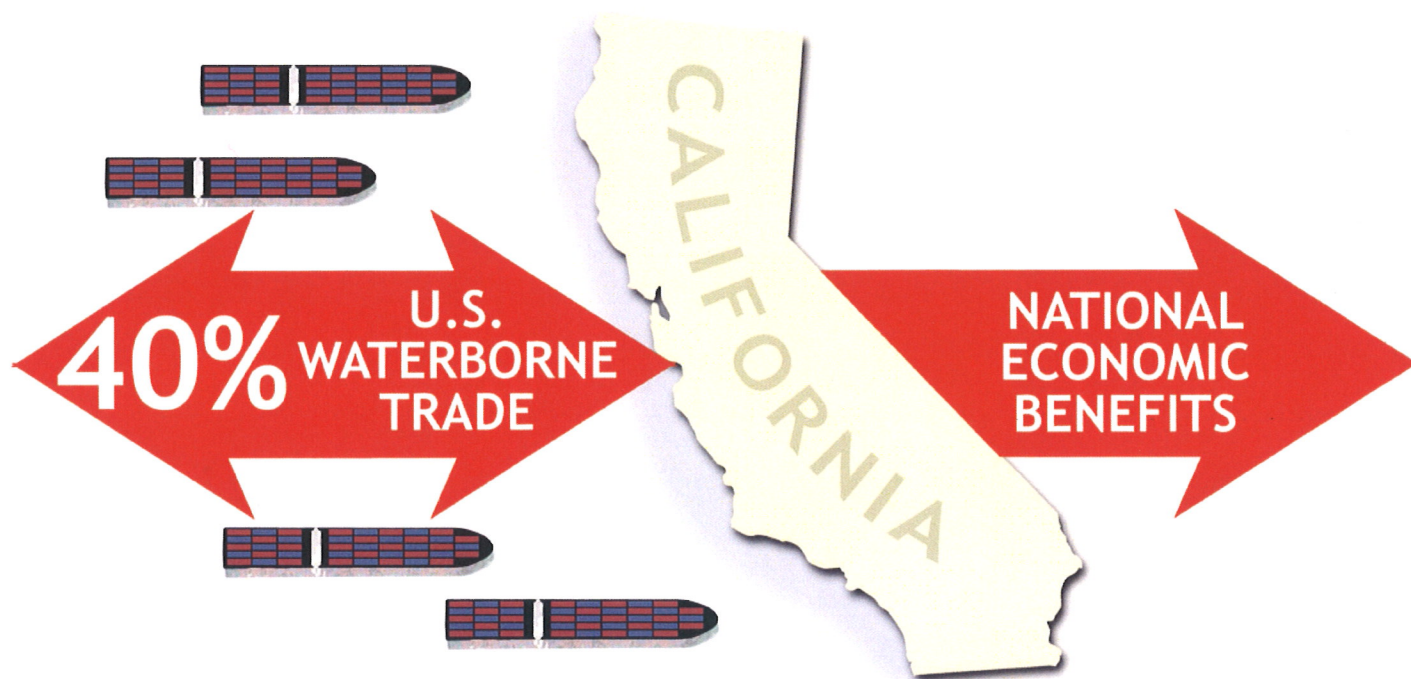 40%
U.S.
WATERBORNE
TRADE
CALIFORNIA
NATIONAL
ECONOMIC
BENEFITS